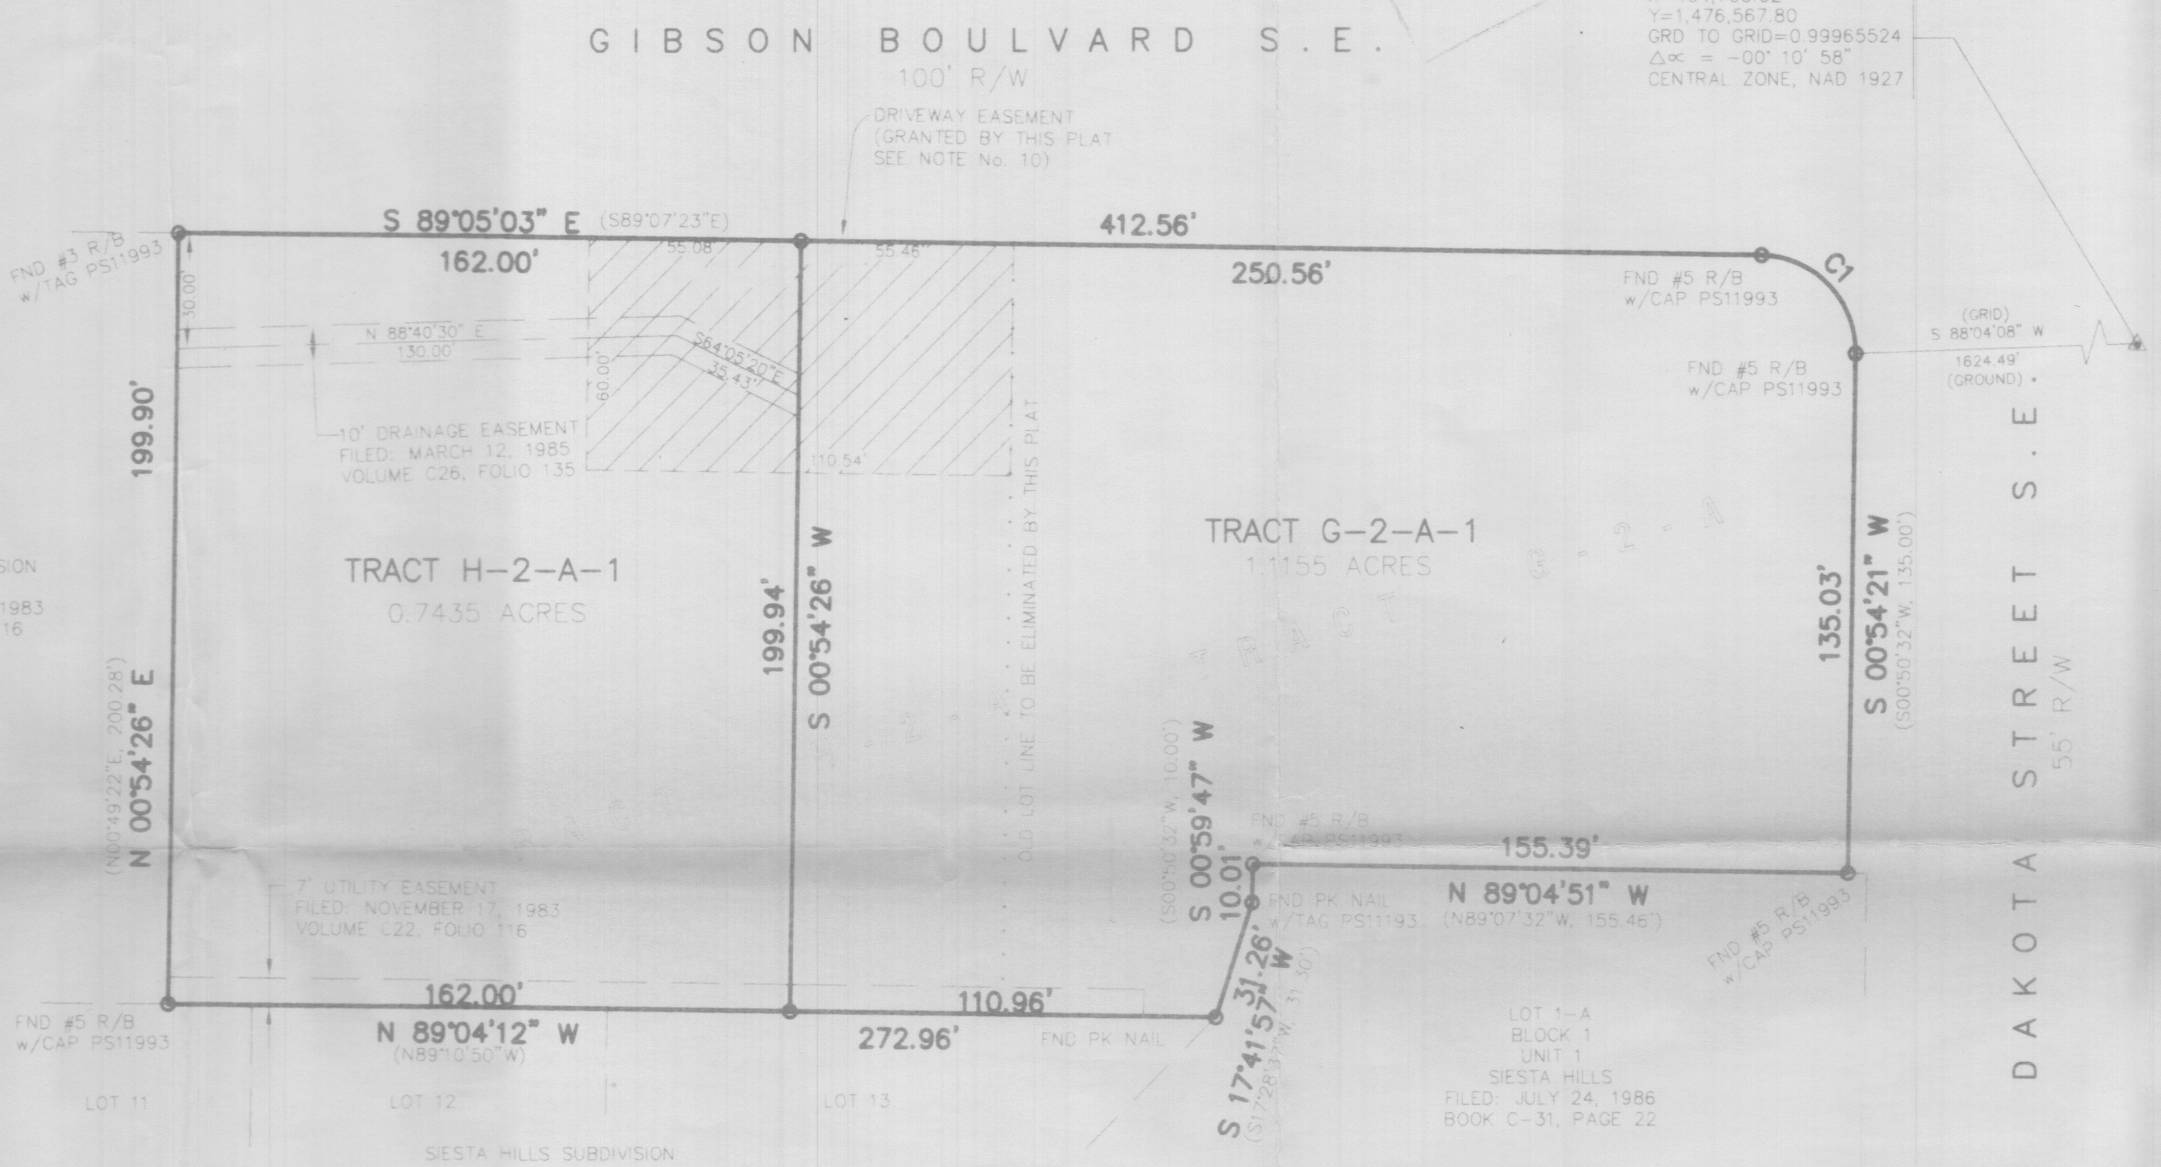 GIBSON BOULVARD S.E.
100' R/W
Y=1,476,567.80
GRD TO GRID=0.99965524
Δ∝ = -00° 10' 58"
CENTRAL ZONE, NAD 1927
DRIVEWAY EASEMENT
(GRANTED BY THIS PLAT
SEE NOTE No. 10)
S 89°05'03" E (S89°07'23"E)
412.56'
162.00'
55.08'
55.46'
250.56'
C1
FND #3 R/B
w/TAG PS11993
30.00'
FND #5 R/B
w/CAP PS11993
(GRID)
S 88°04'08" W
1624.49'
(GROUND)
FND #5 R/B
w/CAP PS11993
N 88°40'30" E
130.00'
S64°05'20"E
35.43'
60.00'
110.54'
10' DRAINAGE EASEMENT
FILED: MARCH 12, 1985
VOLUME C26, FOLIO 135
199.90'
N 00°54'26" E
(N00°49'22"E, 200.28')
SION
1983
16
TRACT H-2-A-1
0.7435 ACRES
199.94'
S 00°54'26" W
OLD LOT LINE TO BE ELIMINATED BY THIS PLAT
TRACT G-2-A-1
1.1155 ACRES
135.03'
S 00°54'21" W
(S00°50'32"W, 135.00')
DAKOTA STREET S.E.
55' R/W
(S00°50'32"W, 10.00')
S 00°59'47" W
10.01'
FND #5 R/B
w/CAP PS11993
155.39'
N 89°04'51" W
(N89°07'32"W, 155.46')
FND PK NAIL
w/TAG PS11193
FND #5 R/B
w/CAP PS11993
7' UTILITY EASEMENT
FILED: NOVEMBER 17, 1983
VOLUME C22, FOLIO 116
31.26'
S 17°41'57" W
162.00'
110.96'
N 89°04'12" W
(N89°10'50"W)
272.96'
FND PK NAIL
FND #5 R/B
w/CAP PS11993
LOT 1-A
BLOCK 1
UNIT 1
SIESTA HILLS
FILED: JULY 24, 1986
BOOK C-31, PAGE 22
LOT 11
LOT 12
LOT 13
SIESTA HILLS SUBDIVISION